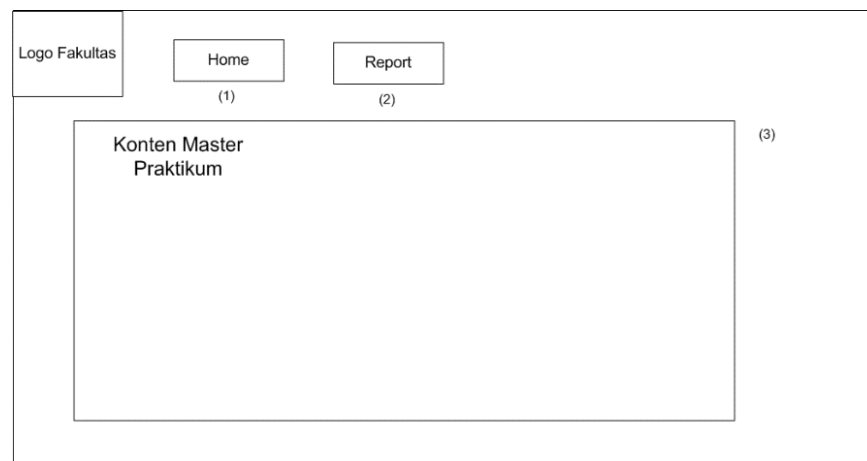 Logo Fakultas
Home
Report
(1)
(2)
(3)
Konten Master
Praktikum